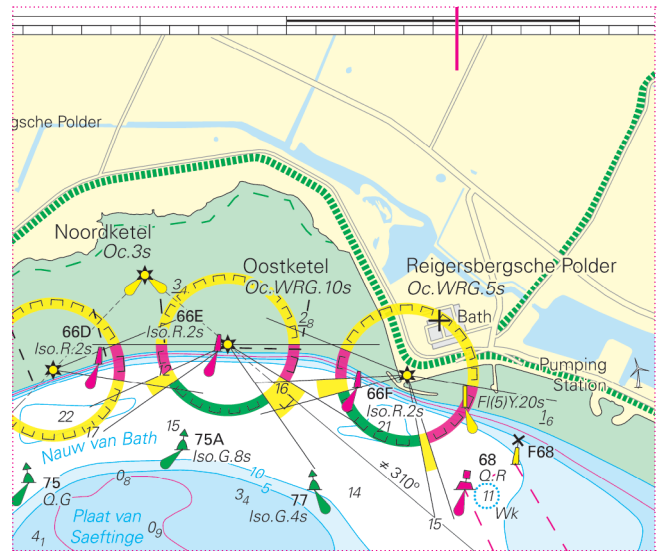 gsche Polder
Noordketel
Oc.3s
Oostketel
Oc.WRG.10s
Reigersbergsche Polder
Oc.WRG.5s
3₄
66E
Iso.R.2s
2₈
Bath
66D
Iso.R.2s
Pumping
Station
16
66F
Iso.R.2s
21
Fl(5)Y.20s
1₆
22
17
15
75A
Iso.G.8s
Nauw van Bath
F68
≠ 310°
68
Q.R
10
5
75
Q.G
0₈
3₄
77
Iso.G.4s
14
11
Wk
15
Plaat van
Saeftinge
0₉
4₁